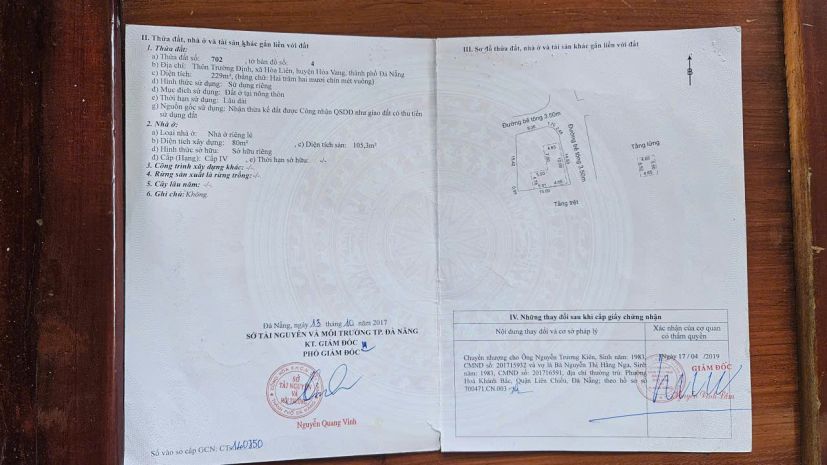 II. Thửa đất, nhà ở và tài sản khác gắn liền với đất
1. Thửa đất:
a) Thửa đất số: 702, tờ bản đồ số: 4
b) Địa chỉ: Thôn Trường Định, xã Hòa Liên, huyện Hòa Vang, thành phố Đà Nẵng
c) Diện tích: 229m², (bằng chữ: Hai trăm hai mươi chín mét vuông)
d) Hình thức sử dụng: Sử dụng riêng
đ) Mục đích sử dụng: Đất ở tại nông thôn
e) Thời hạn sử dụng: Lâu dài
g) Nguồn gốc sử dụng: Nhận thừa kế đất được Công nhận QSDĐ như giao đất có thu tiền
sử dụng đất
2. Nhà ở:
a) Loại nhà ở: Nhà ở riêng lẻ
b) Diện tích xây dựng: 80m², c) Diện tích sàn: 105,3m²
d) Hình thức sở hữu: Sở hữu riêng
đ) Cấp (Hạng): Cấp IV e) Thời hạn sở hữu: -/-
3. Công trình xây dựng khác: -/-
4. Rừng sản xuất là rừng trồng: -/-
5. Cây lâu năm: -/-
6. Ghi chú: Không.
Đà Nẵng, ngày 13 tháng 10 năm 2017
SỞ TÀI NGUYÊN VÀ MÔI TRƯỜNG TP. ĐÀ NẴNG
KT. GIÁM ĐỐC
PHÓ GIÁM ĐỐC
SỞ
TÀI NGUYÊN
VÀ
Nguyễn Quang Vinh
Số vào sổ cấp GCN: CT 140350
III. Sơ đồ thửa đất, nhà ở và tài sản khác gắn liền với đất
B
Đường bê tông 3.50m
Đường bê tông 3.50m
Tầng lửng
Tầng trệt
IV. Những thay đổi sau khi cấp giấy chứng nhận
Nội dung thay đổi và cơ sở pháp lý
Xác nhận của cơ quan
có thẩm quyền
Chuyển nhượng cho Ông Nguyễn Trương Kiên, Sinh năm: 1983,
CMND số: 201715932 và vợ là Bà Nguyễn Thị Hằng Nga, Sinh
năm: 1983, CMND số: 201716591, địa chỉ thường trú: Phường
Hoà Khánh Bắc, Quận Liên Chiểu, Đà Nẵng; theo hồ sơ số
700471.CN.003
Ngày 17/04/2019
GIÁM ĐỐC